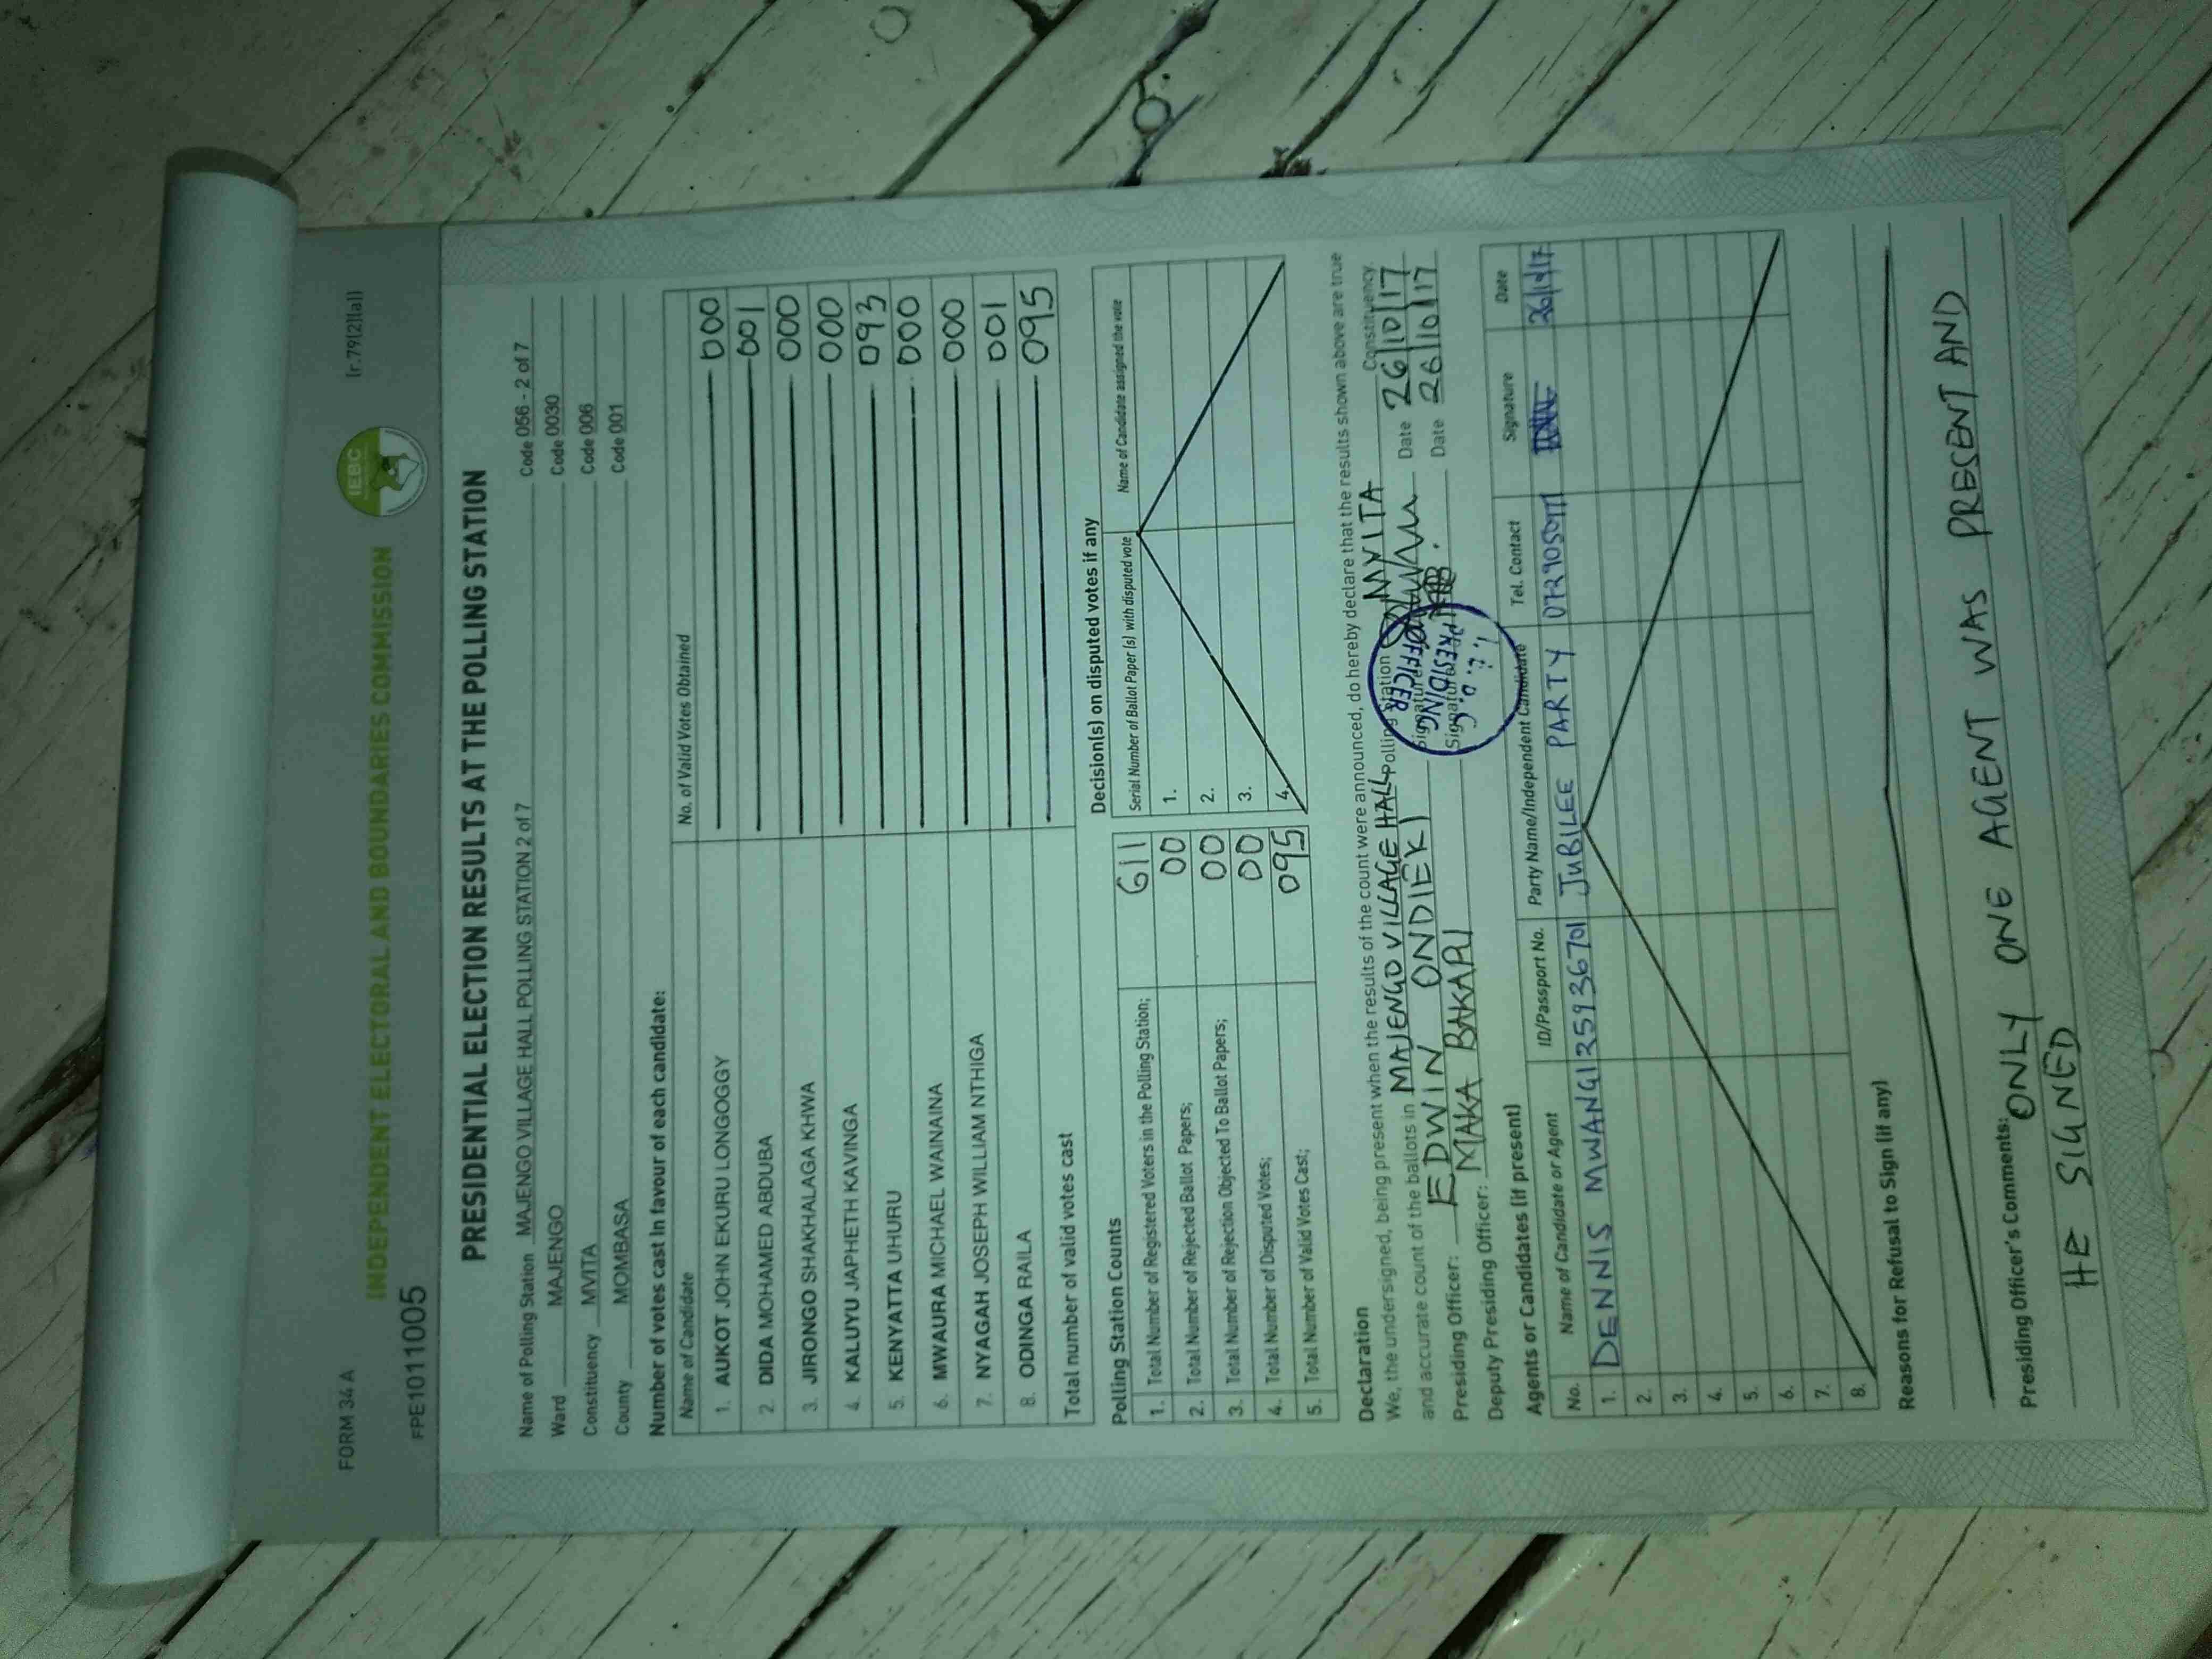 FORM 34 A
(r.79(2)(a))
INDEPENDENT ELECTORAL AND BOUNDARIES COMMISSION
IEBC
FPE1011005
PRESIDENTIAL ELECTION RESULTS AT THE POLLING STATION
Name of Polling Station MAJENGO VILLAGE HALL POLLING STATION 2 of 7 Code 056 - 2 of 7
Ward MAJENGO Code 0030
Constituency MVITA Code 006
County MOMBASA Code 001
Number of votes cast in favour of each candidate:
Name of Candidate No. of Valid Votes Obtained
1. AUKOT JOHN EKURU LONGOGGY 000
2. DIDA MOHAMED ABDUBA 001
3. JIRONGO SHAKHALAGA KHWA 000
4. KALUYU JAPHETH KAVINGA 000
5. KENYATTA UHURU 093
6. MWAURA MICHAEL WAINAINA 000
7. NYAGAH JOSEPH WILLIAM NTHIGA 000
8. ODINGA RAILA 001
Total number of valid votes cast 095
Polling Station Counts
1. Total Number of Registered Voters in the Polling Station; 611
2. Total Number of Rejected Ballot Papers; 00
3. Total Number of Rejection Objected To Ballot Papers; 00
4. Total Number of Disputed Votes; 00
5. Total Number of Valid Votes Cast; 095
Decision(s) on disputed votes if any
Serial Number of Ballot Paper (s) with disputed vote Name of Candidate assigned the vote
1.
2.
3.
4.
Declaration
We, the undersigned, being present when the results of the count were announced, do hereby declare that the results shown above are true
and accurate count of the ballots in MAJENGO VILLAGE HALL Polling Station MVITA Constituency.
Presiding Officer: EDWIN ONDIEKI Signature Date 26/10/17
Deputy Presiding Officer: MAKA BAKARI Signature Date 26/10/17
I.E.B.C
PRESIDING
OFFICER
Agents or Candidates (if present)
No. Name of Candidate or Agent ID/Passport No. Party Name/Independent Candidate Tel. Contact Signature Date
1. DENNIS MWANGI 25936701 JUBILEE PARTY
2.
3.
4.
5.
6.
7.
8.
Reasons for Refusal to Sign (if any)
Presiding Officer's Comments: ONLY ONE AGENT WAS PRESENT AND
HE SIGNED